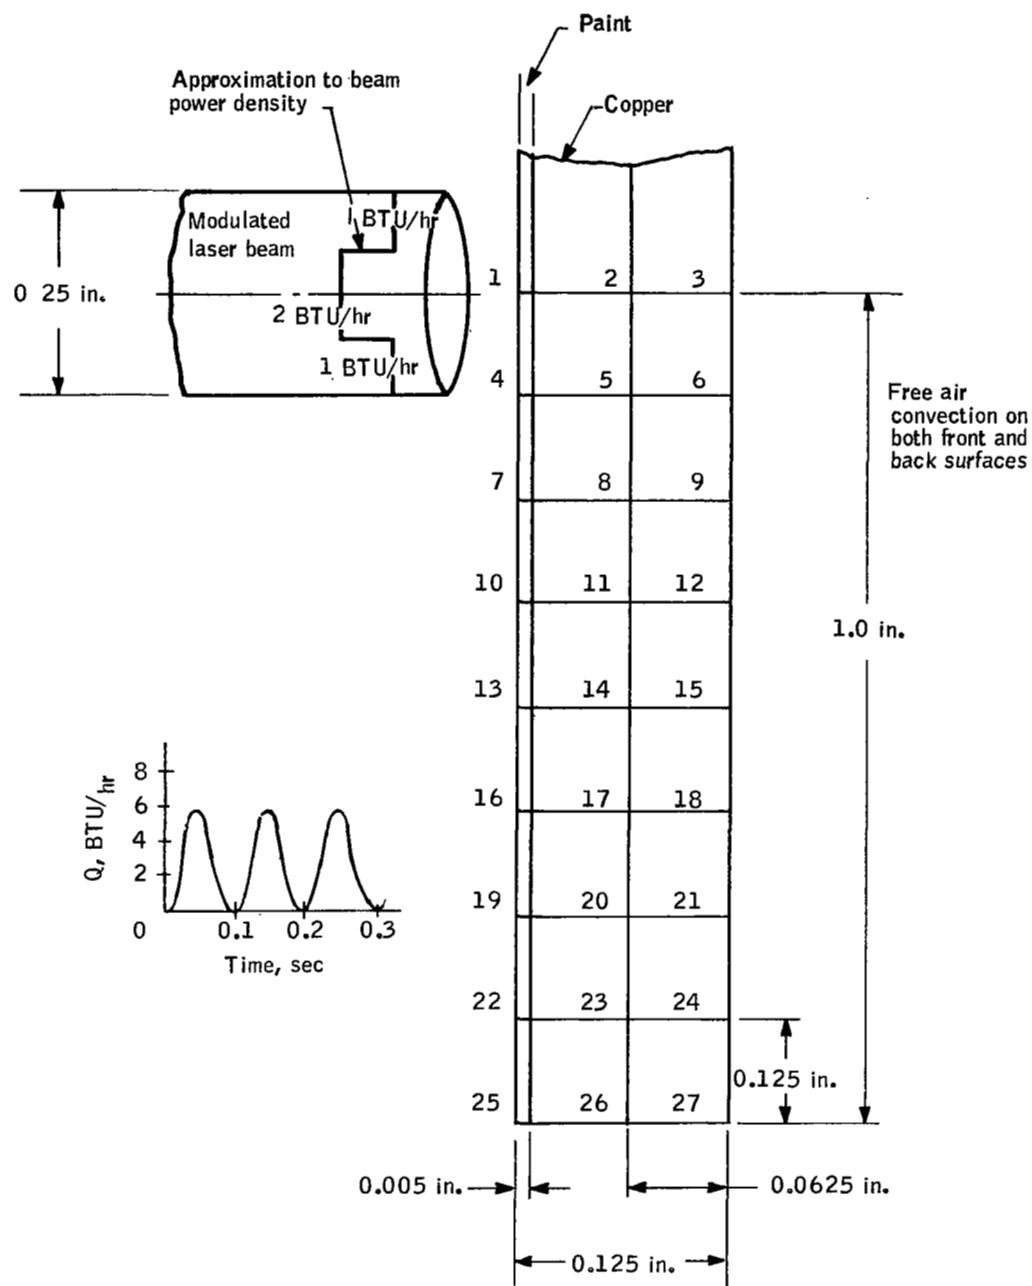 Paint
Approximation to beam
power density
Copper
BTU/hr
Modulated
laser beam
0 25 in.
2 BTU/hr
1 BTU/hr
1 2 3
4 5 6
Free air
convection on
both front and
back surfaces
7 8 9
10 11 12
1.0 in.
13 14 15
16 17 18
19 20 21
22 23 24
25 26 27
0.125 in.
Q, BTU/hr
8
6
4
2
0 0.1 0.2 0.3
Time, sec
0.005 in.
0.0625 in.
0.125 in.